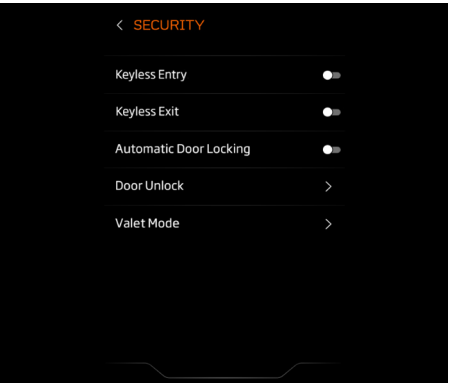 SECURITY
Keyless Entry
Keyless Exit
Automatic Door Locking
Door Unlock
Valet Mode